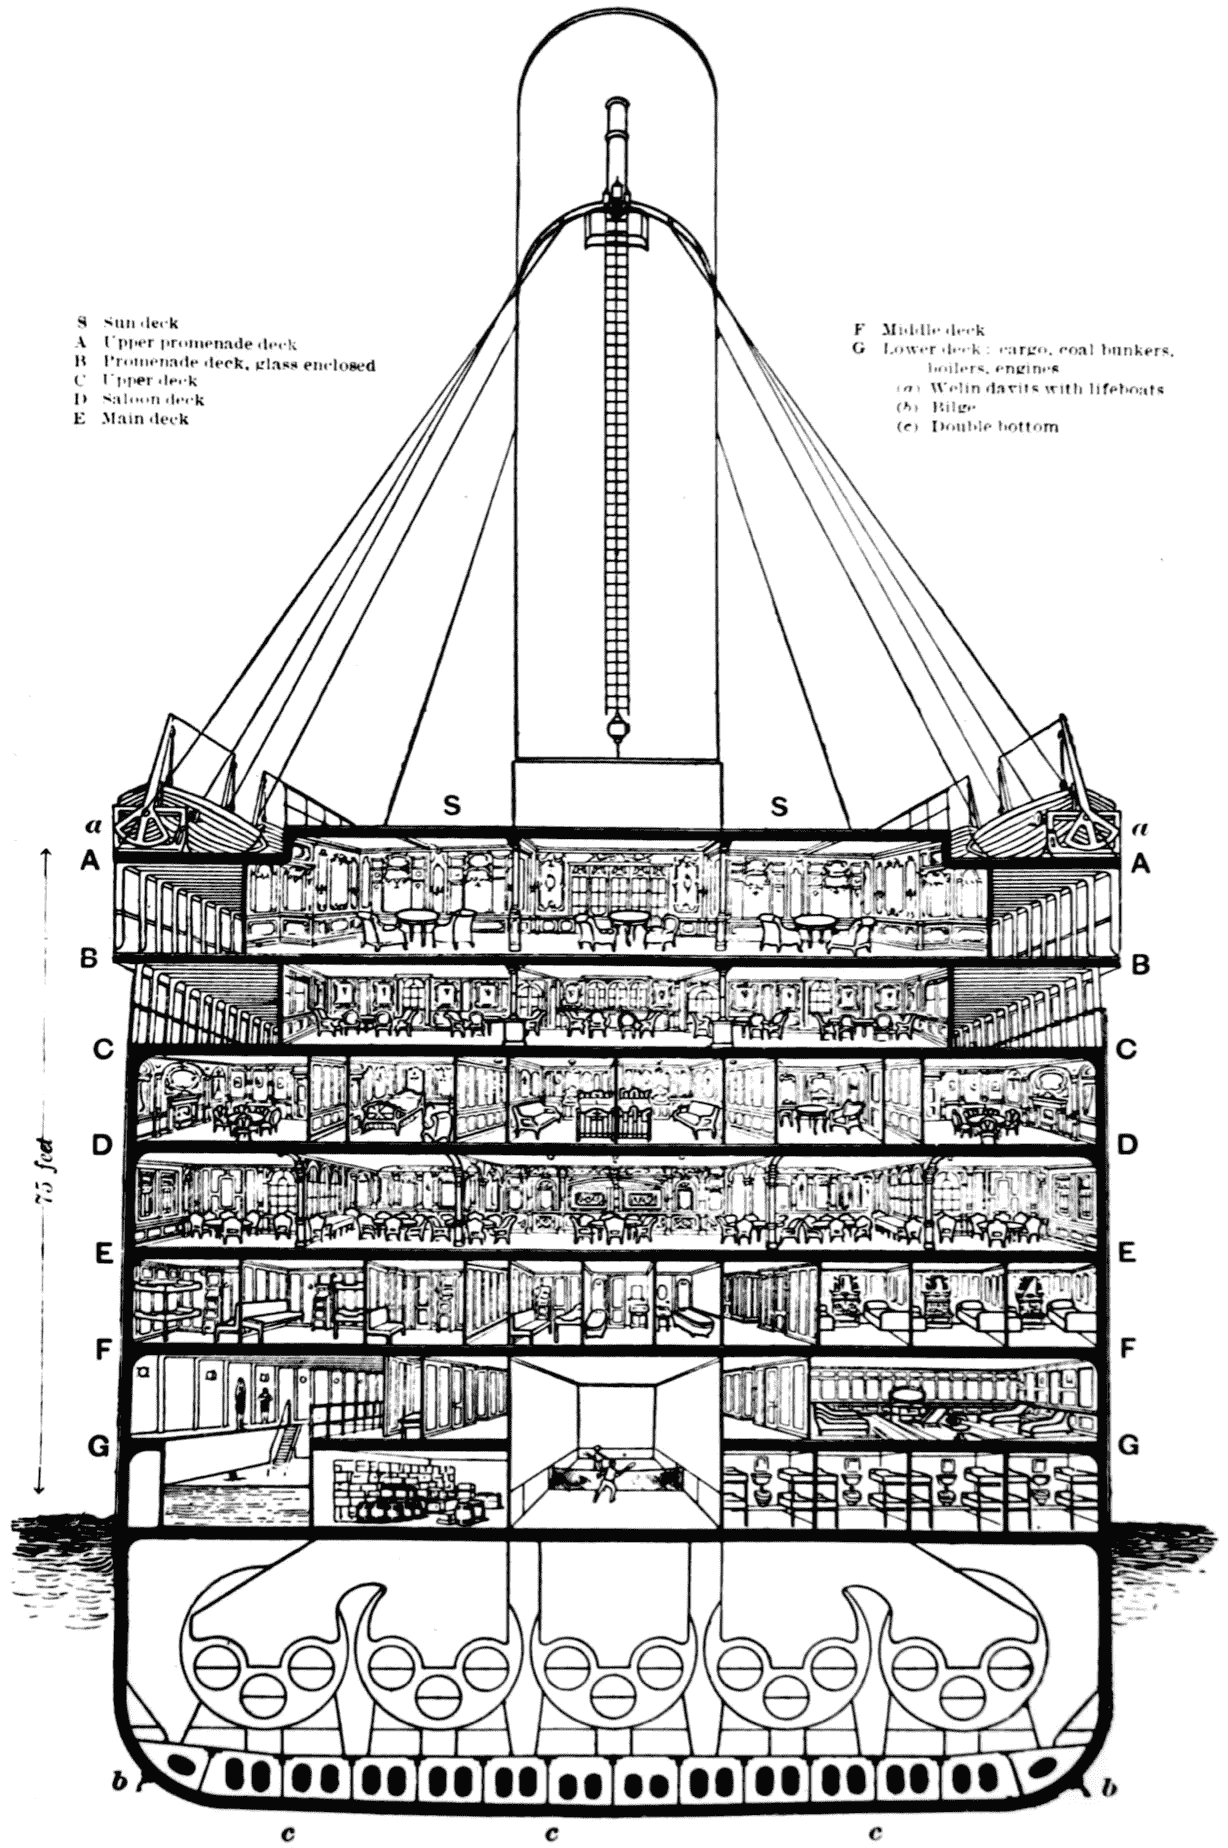 S Sun deck
A Upper promenade deck
B Promenade deck, glass enclosed
C Upper deck
D Saloon deck
E Main deck
F Middle deck
G Lower deck: cargo, coal bunkers,
boilers, engines
(a) Welin davits with lifeboats
(b) Bilge
(c) Double bottom
S S
a a
A A
B B
C C
D D
75 feet
E E
F F
G G
b b
c c c